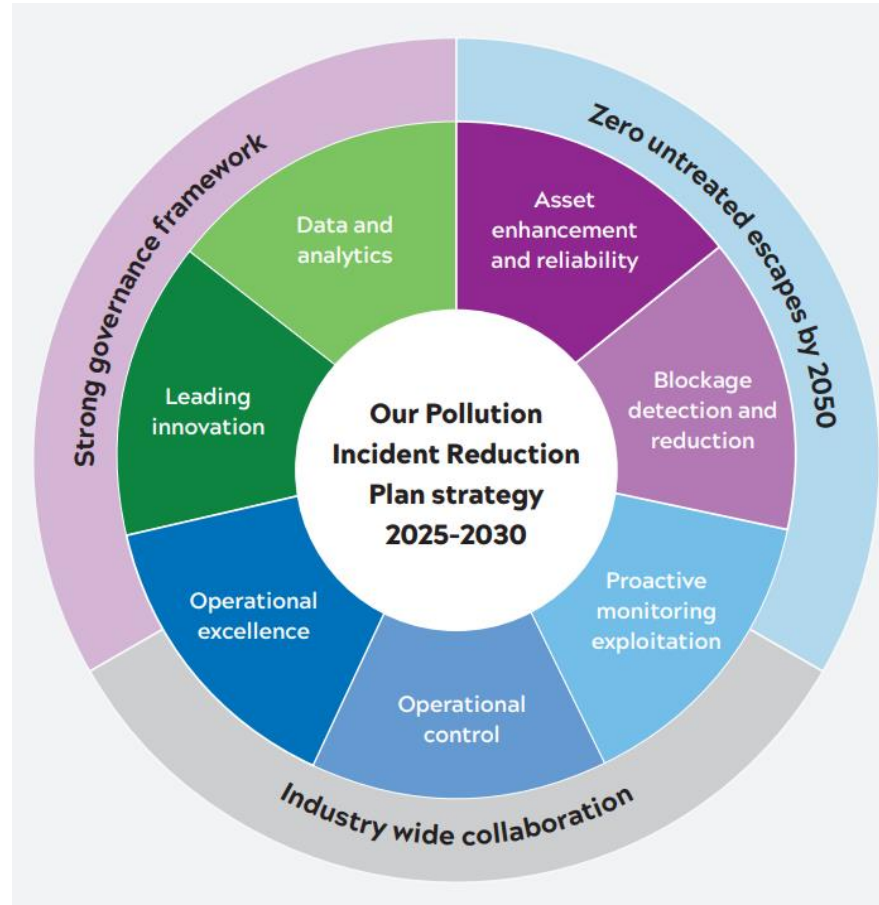 Strong governance framework
Zero untreated escapes by 2050
Data and
analytics
Asset
enhancement
and reliability
Leading
innovation
Blockage
detection and
reduction
Our Pollution
Incident Reduction
Plan strategy
2025-2030
Operational
excellence
Proactive
monitoring
exploitation
Operational
control
Industry wide collaboration